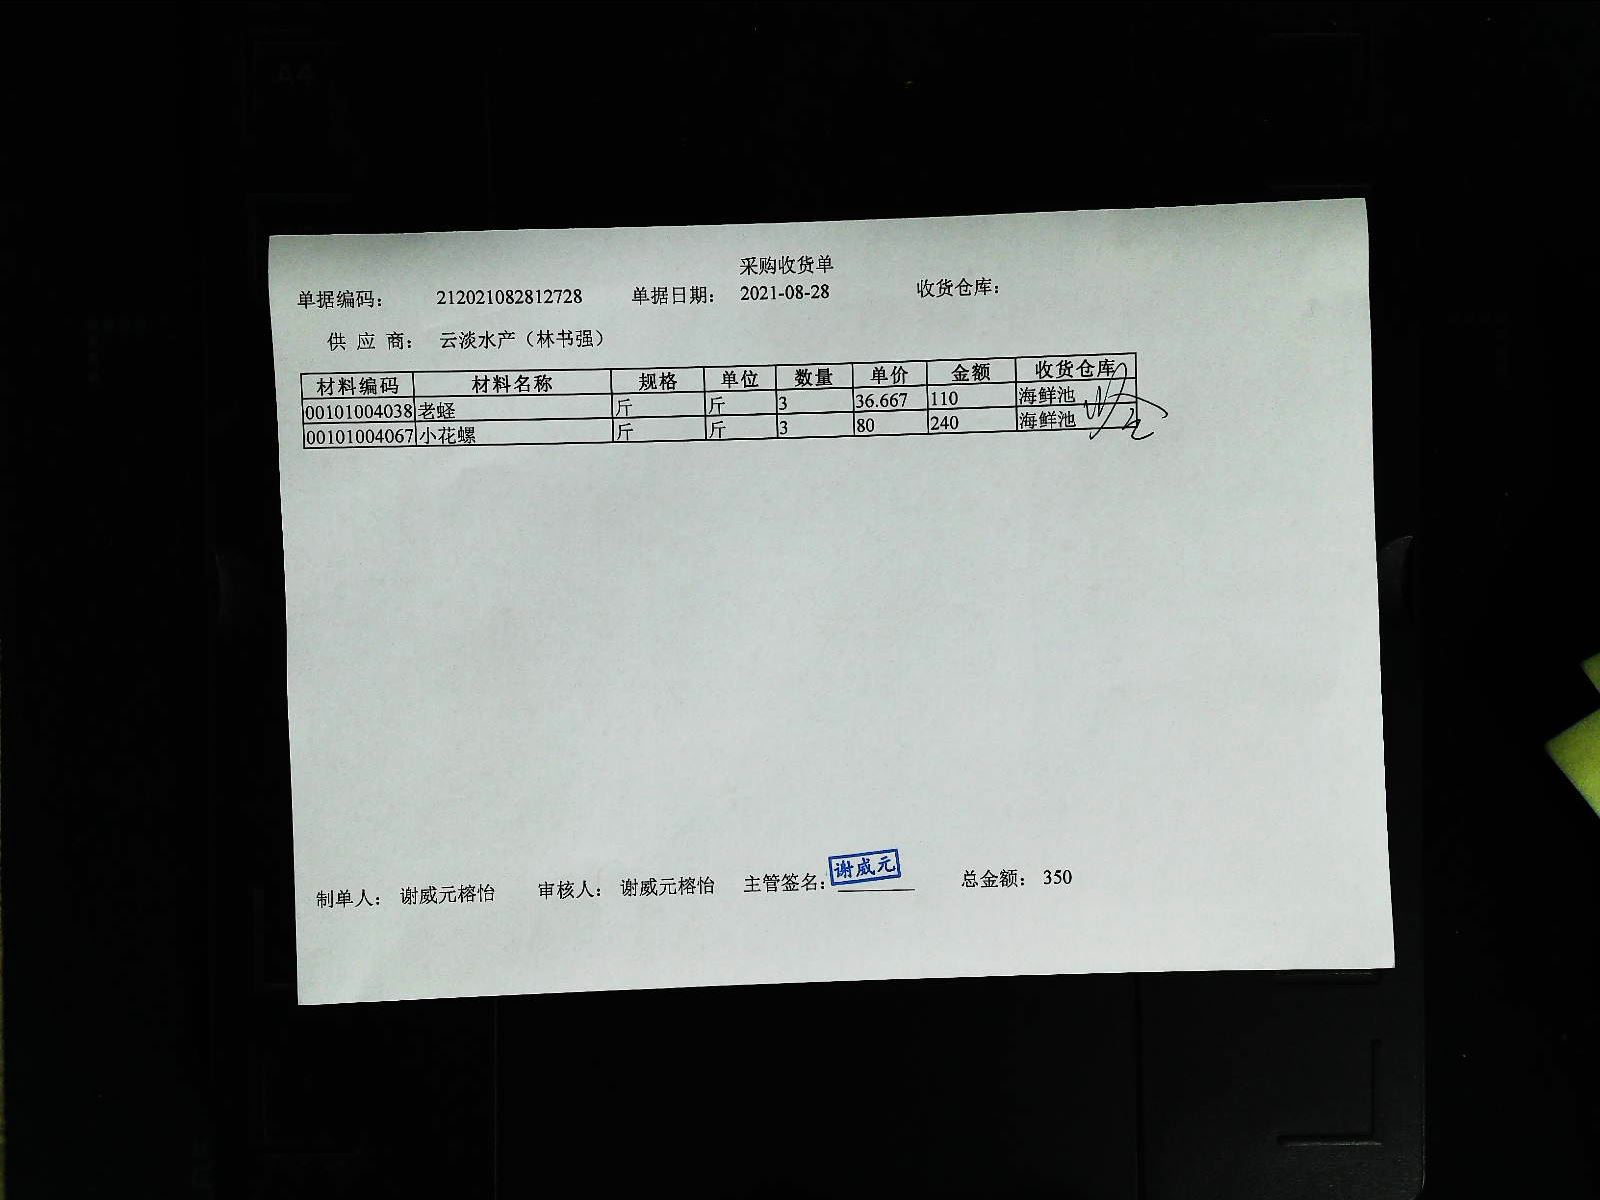 采购收货单
单据编码： 212021082812728 单据日期： 2021-08-28 收货仓库：
供 应 商： 云淡水产（林书强）
材料编码 材料名称 规格 单位 数量 单价 金额 收货仓库
00101004038 老蛏 斤 斤 3 36.667 110 海鲜池
00101004067 小花螺 斤 斤 3 80 240 海鲜池
制单人： 谢威元榕怡 审核人： 谢威元榕怡 主管签名： 谢威元 总金额： 350